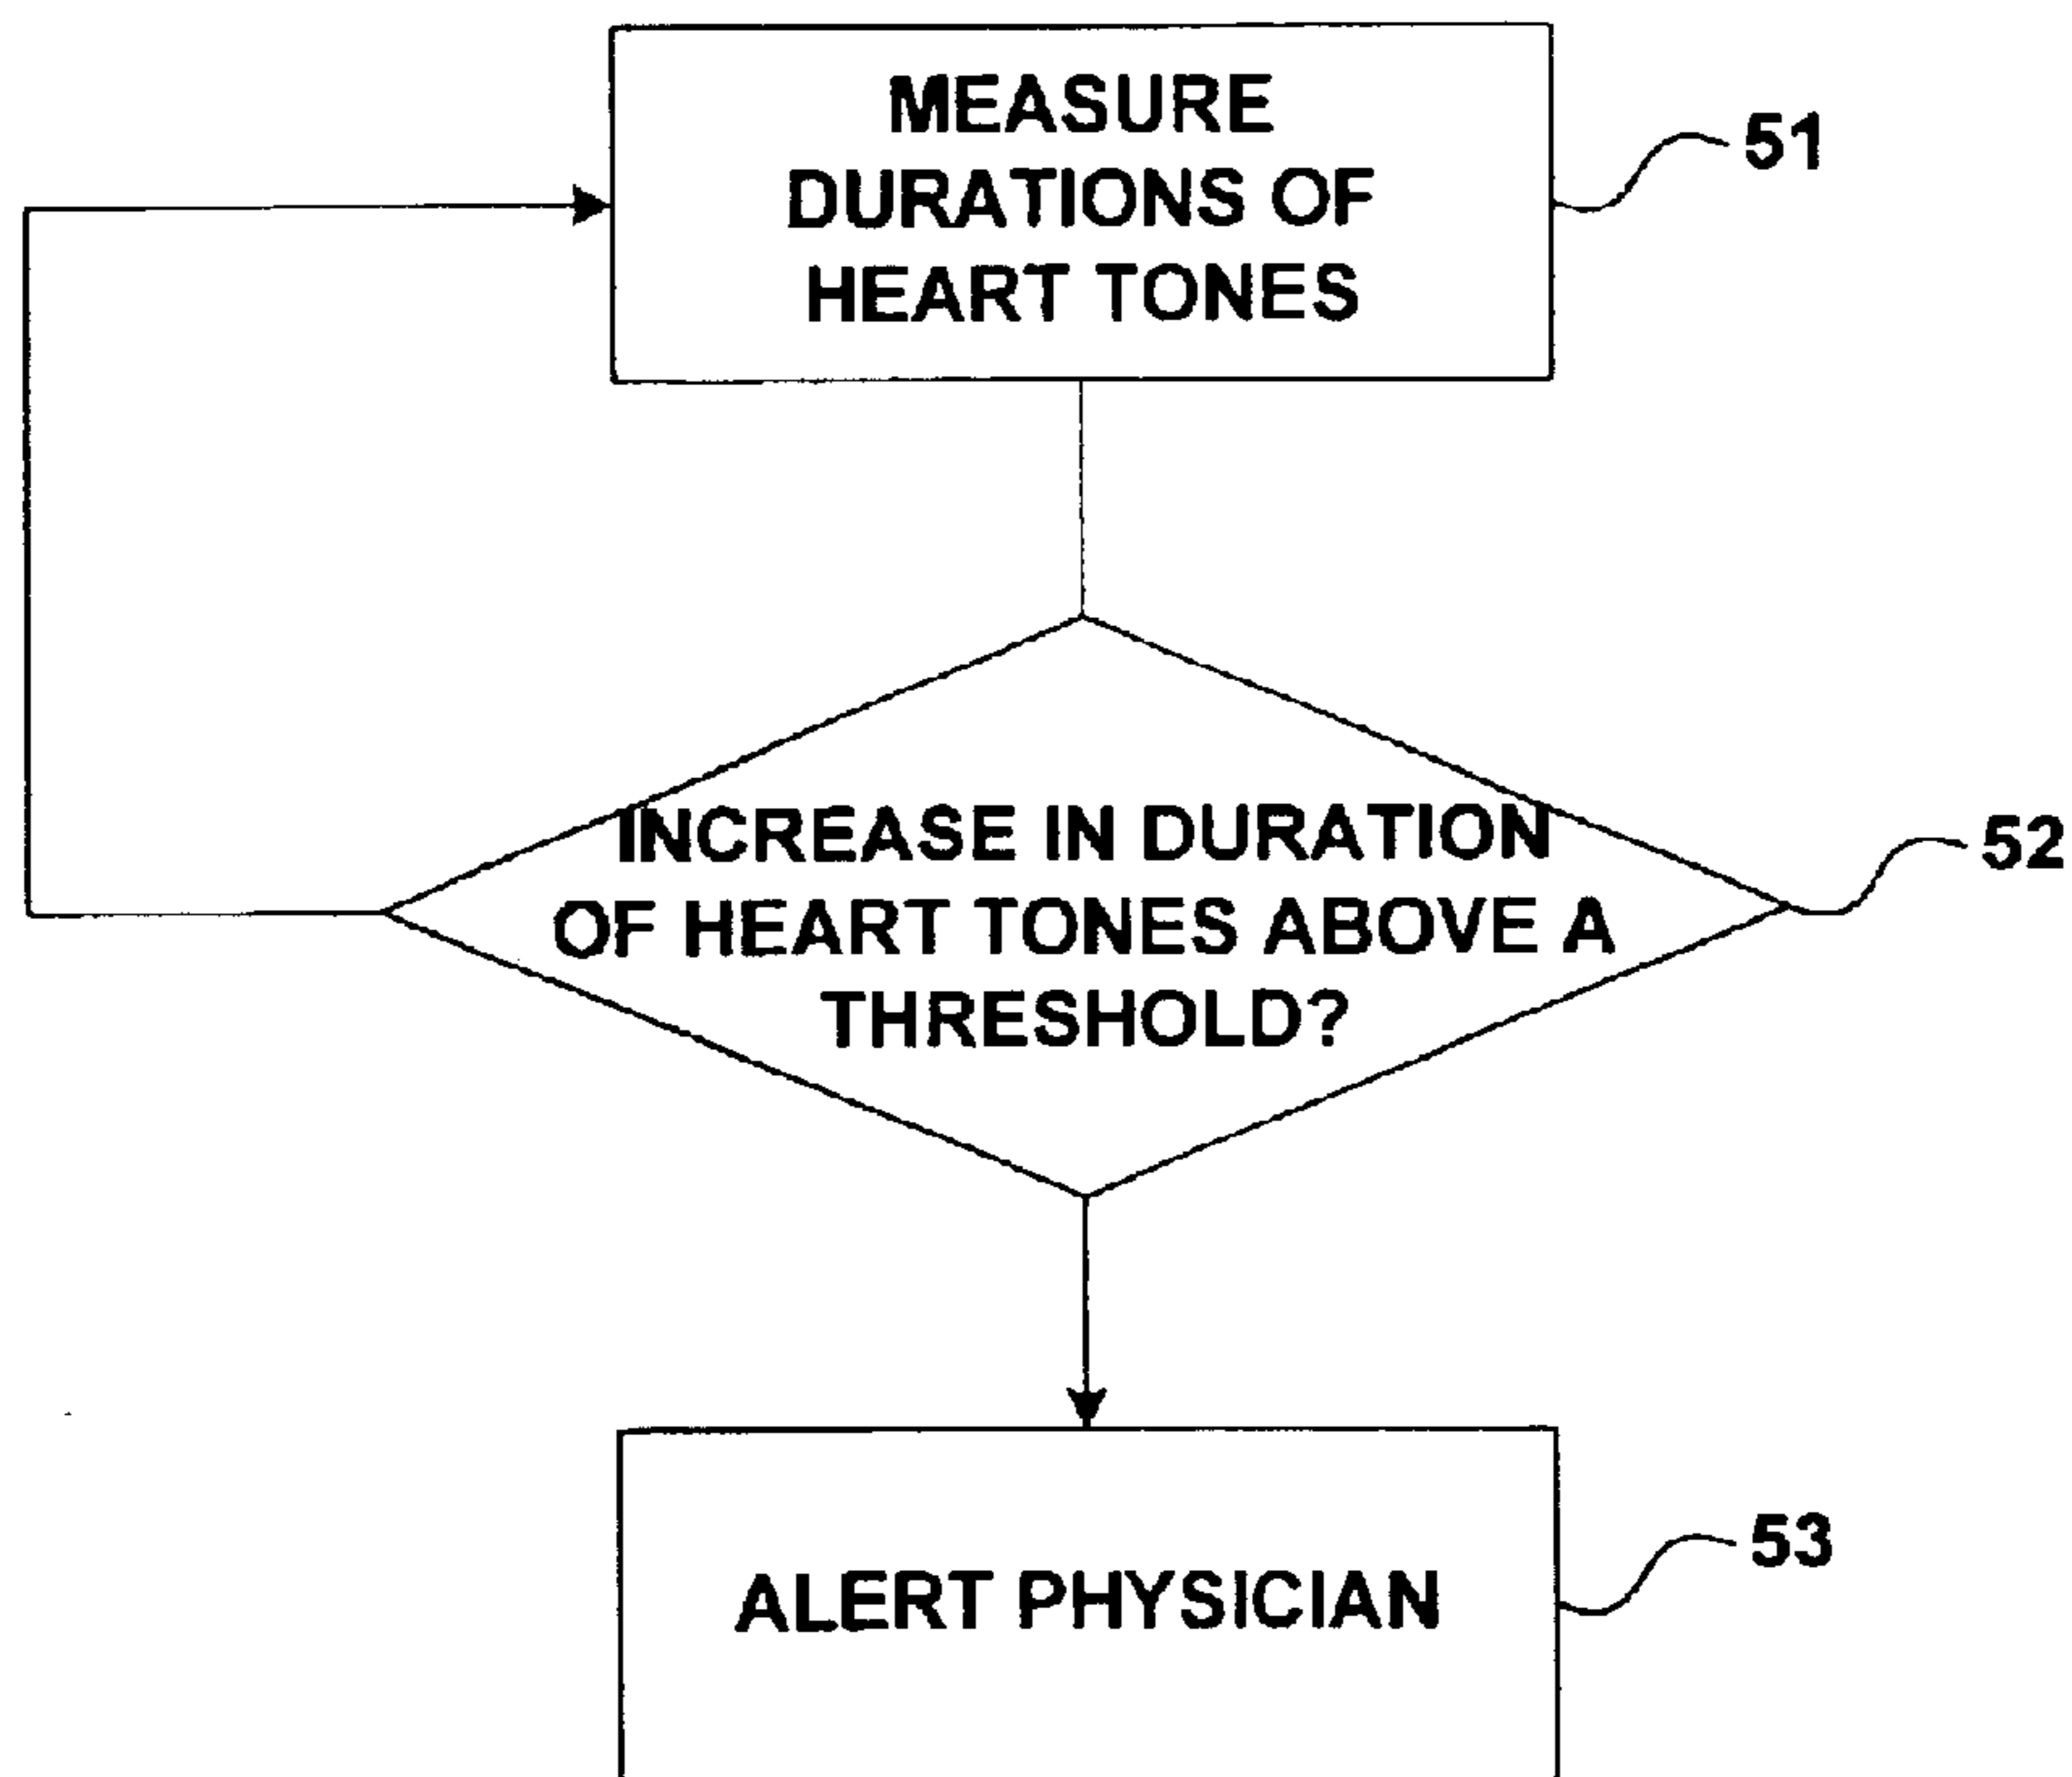 MEASURE
DURATIONS OF
HEART TONES
51
INCREASE IN DURATION
OF HEART TONES ABOVE A
THRESHOLD?
52
ALERT PHYSICIAN
53